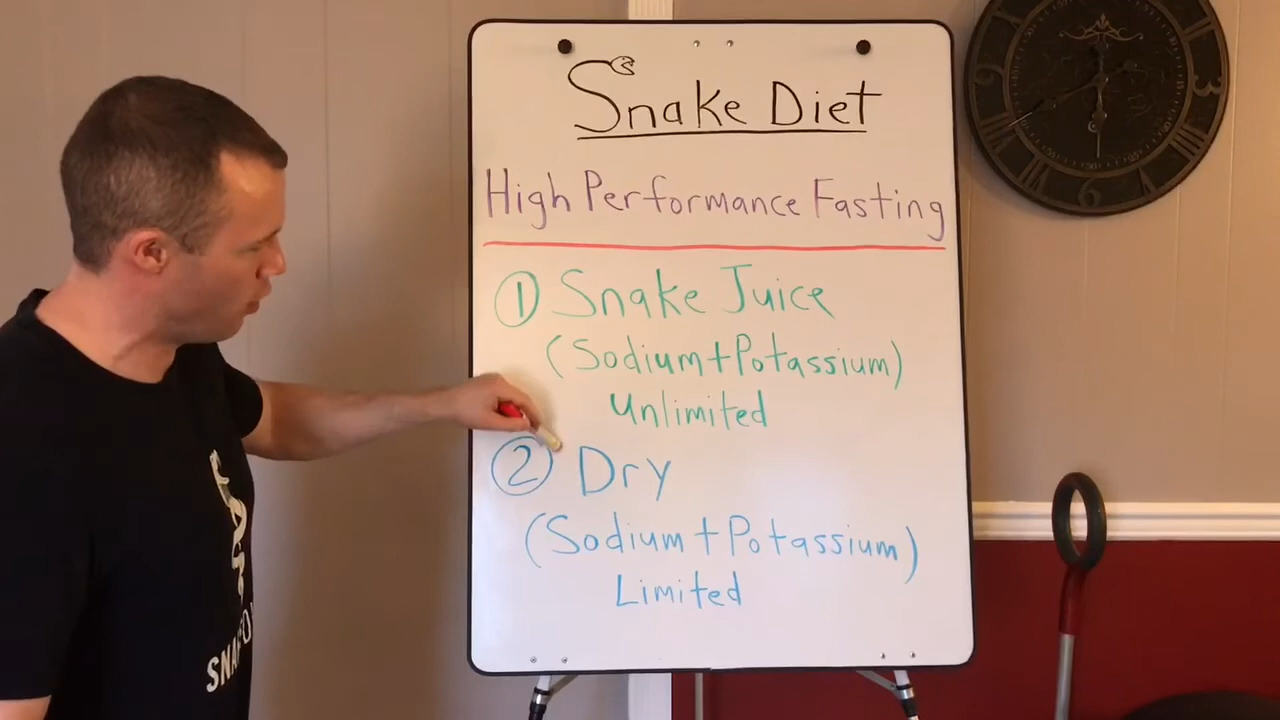 Snake Diet
High Performance Fasting
1 Snake Juice
(Sodium+Potassium)
Unlimited
2 Dry
(Sodium+Potassium)
Limited